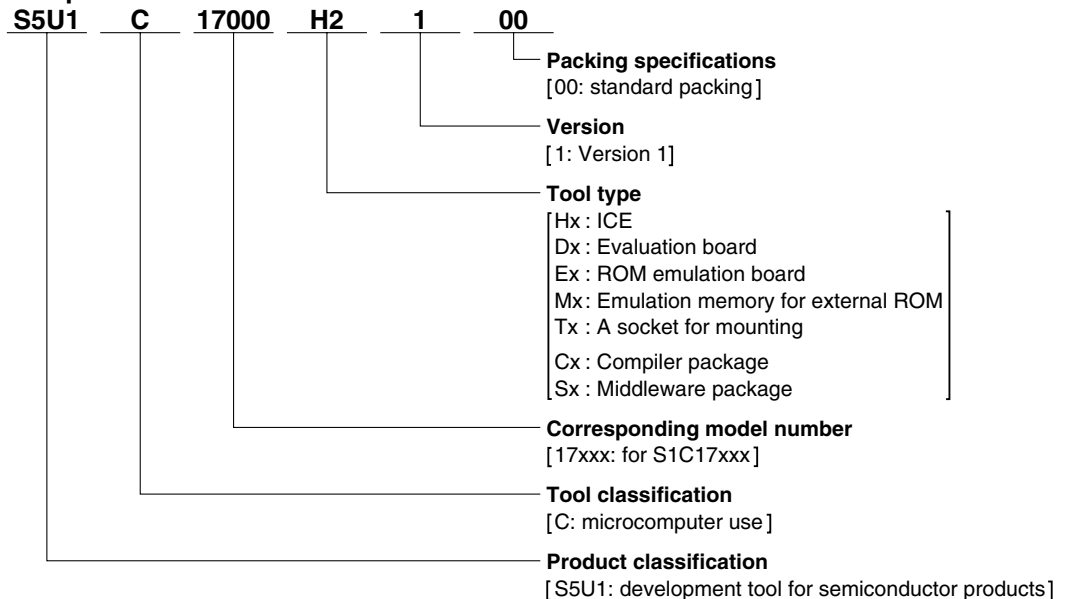 S5U1 C 17000 H2 1 00
Packing specifications
[00: standard packing]
Version
[1: Version 1]
Tool type
[Hx : ICE
Dx : Evaluation board
Ex : ROM emulation board
Mx : Emulation memory for external ROM
Tx : A socket for mounting
Cx : Compiler package
Sx : Middleware package]
Corresponding model number
[17xxx: for S1C17xxx]
Tool classification
[C: microcomputer use]
Product classification
[S5U1: development tool for semiconductor products]